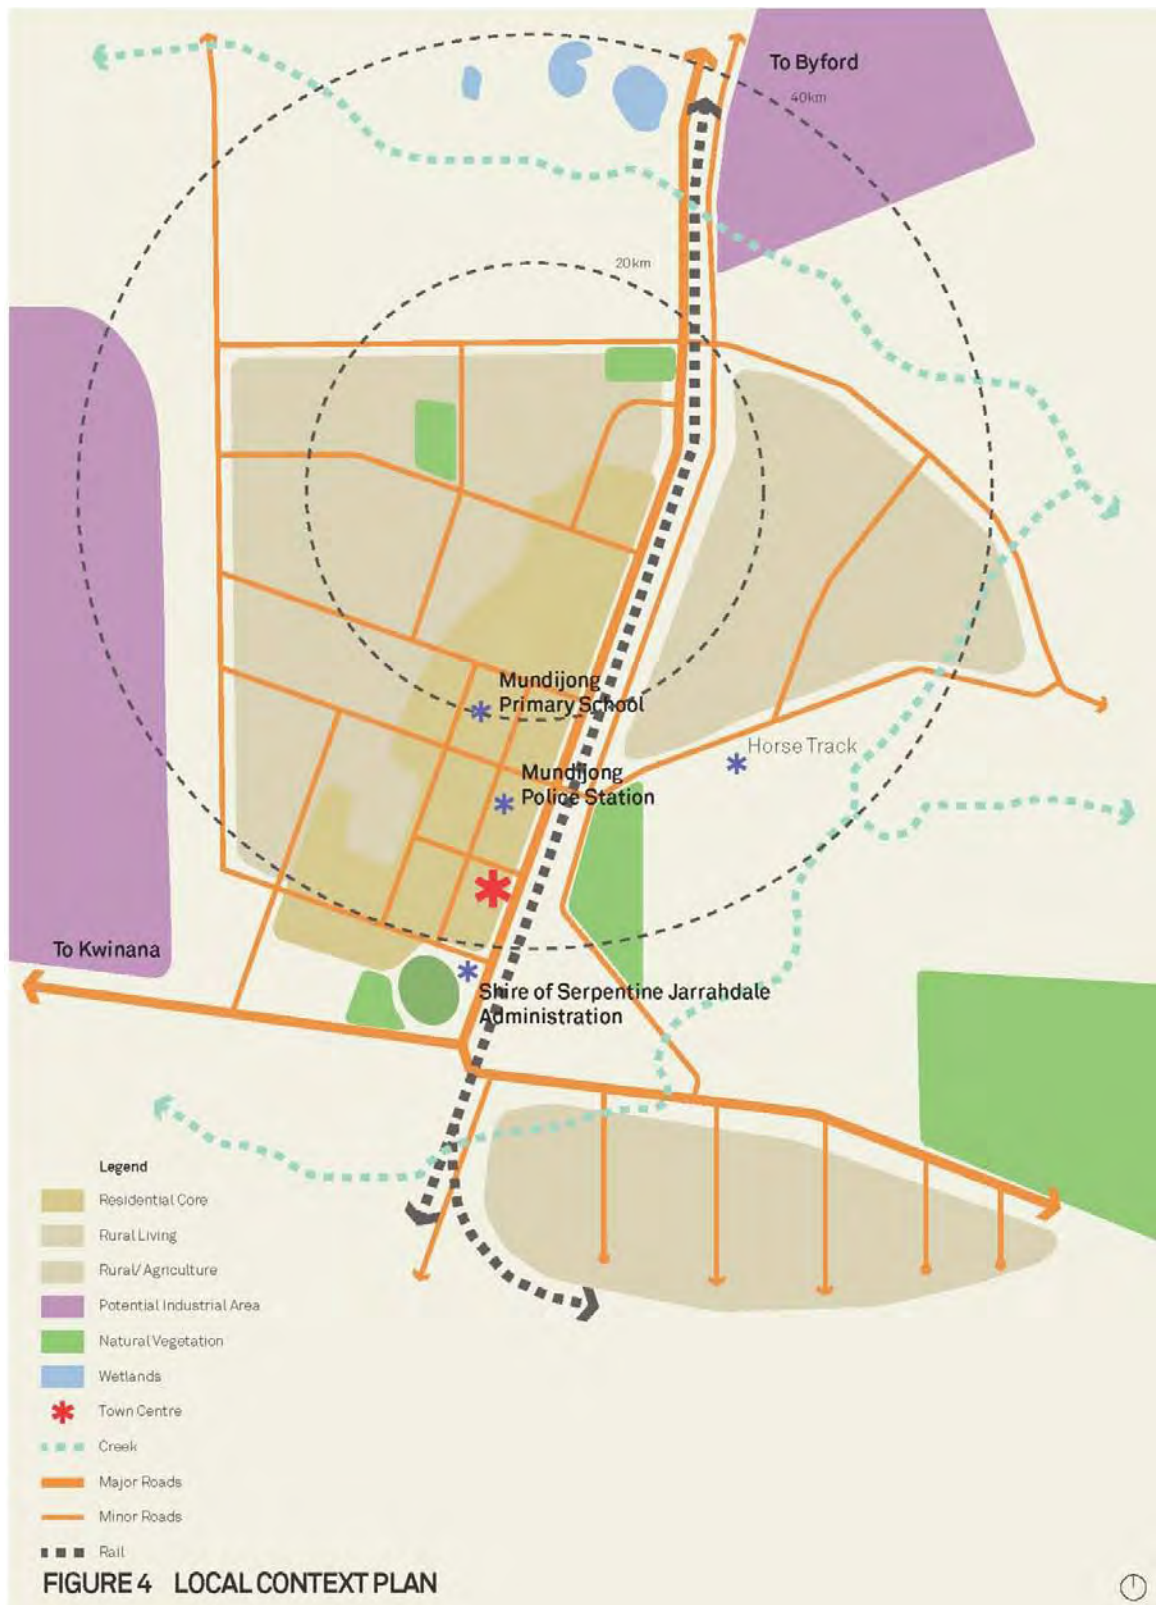 To Byford
40km
20km
Mundijong
Primary School
Horse Track
Mundijong
Police Station
To Kwinana
Shire of Serpentine Jarrahdale
Administration
Legend
Residential Core
Rural Living
Rural/Agriculture
Potential Industrial Area
Natural Vegetation
Wetlands
Town Centre
Creek
Major Roads
Minor Roads
Rail
FIGURE 4 LOCAL CONTEXT PLAN